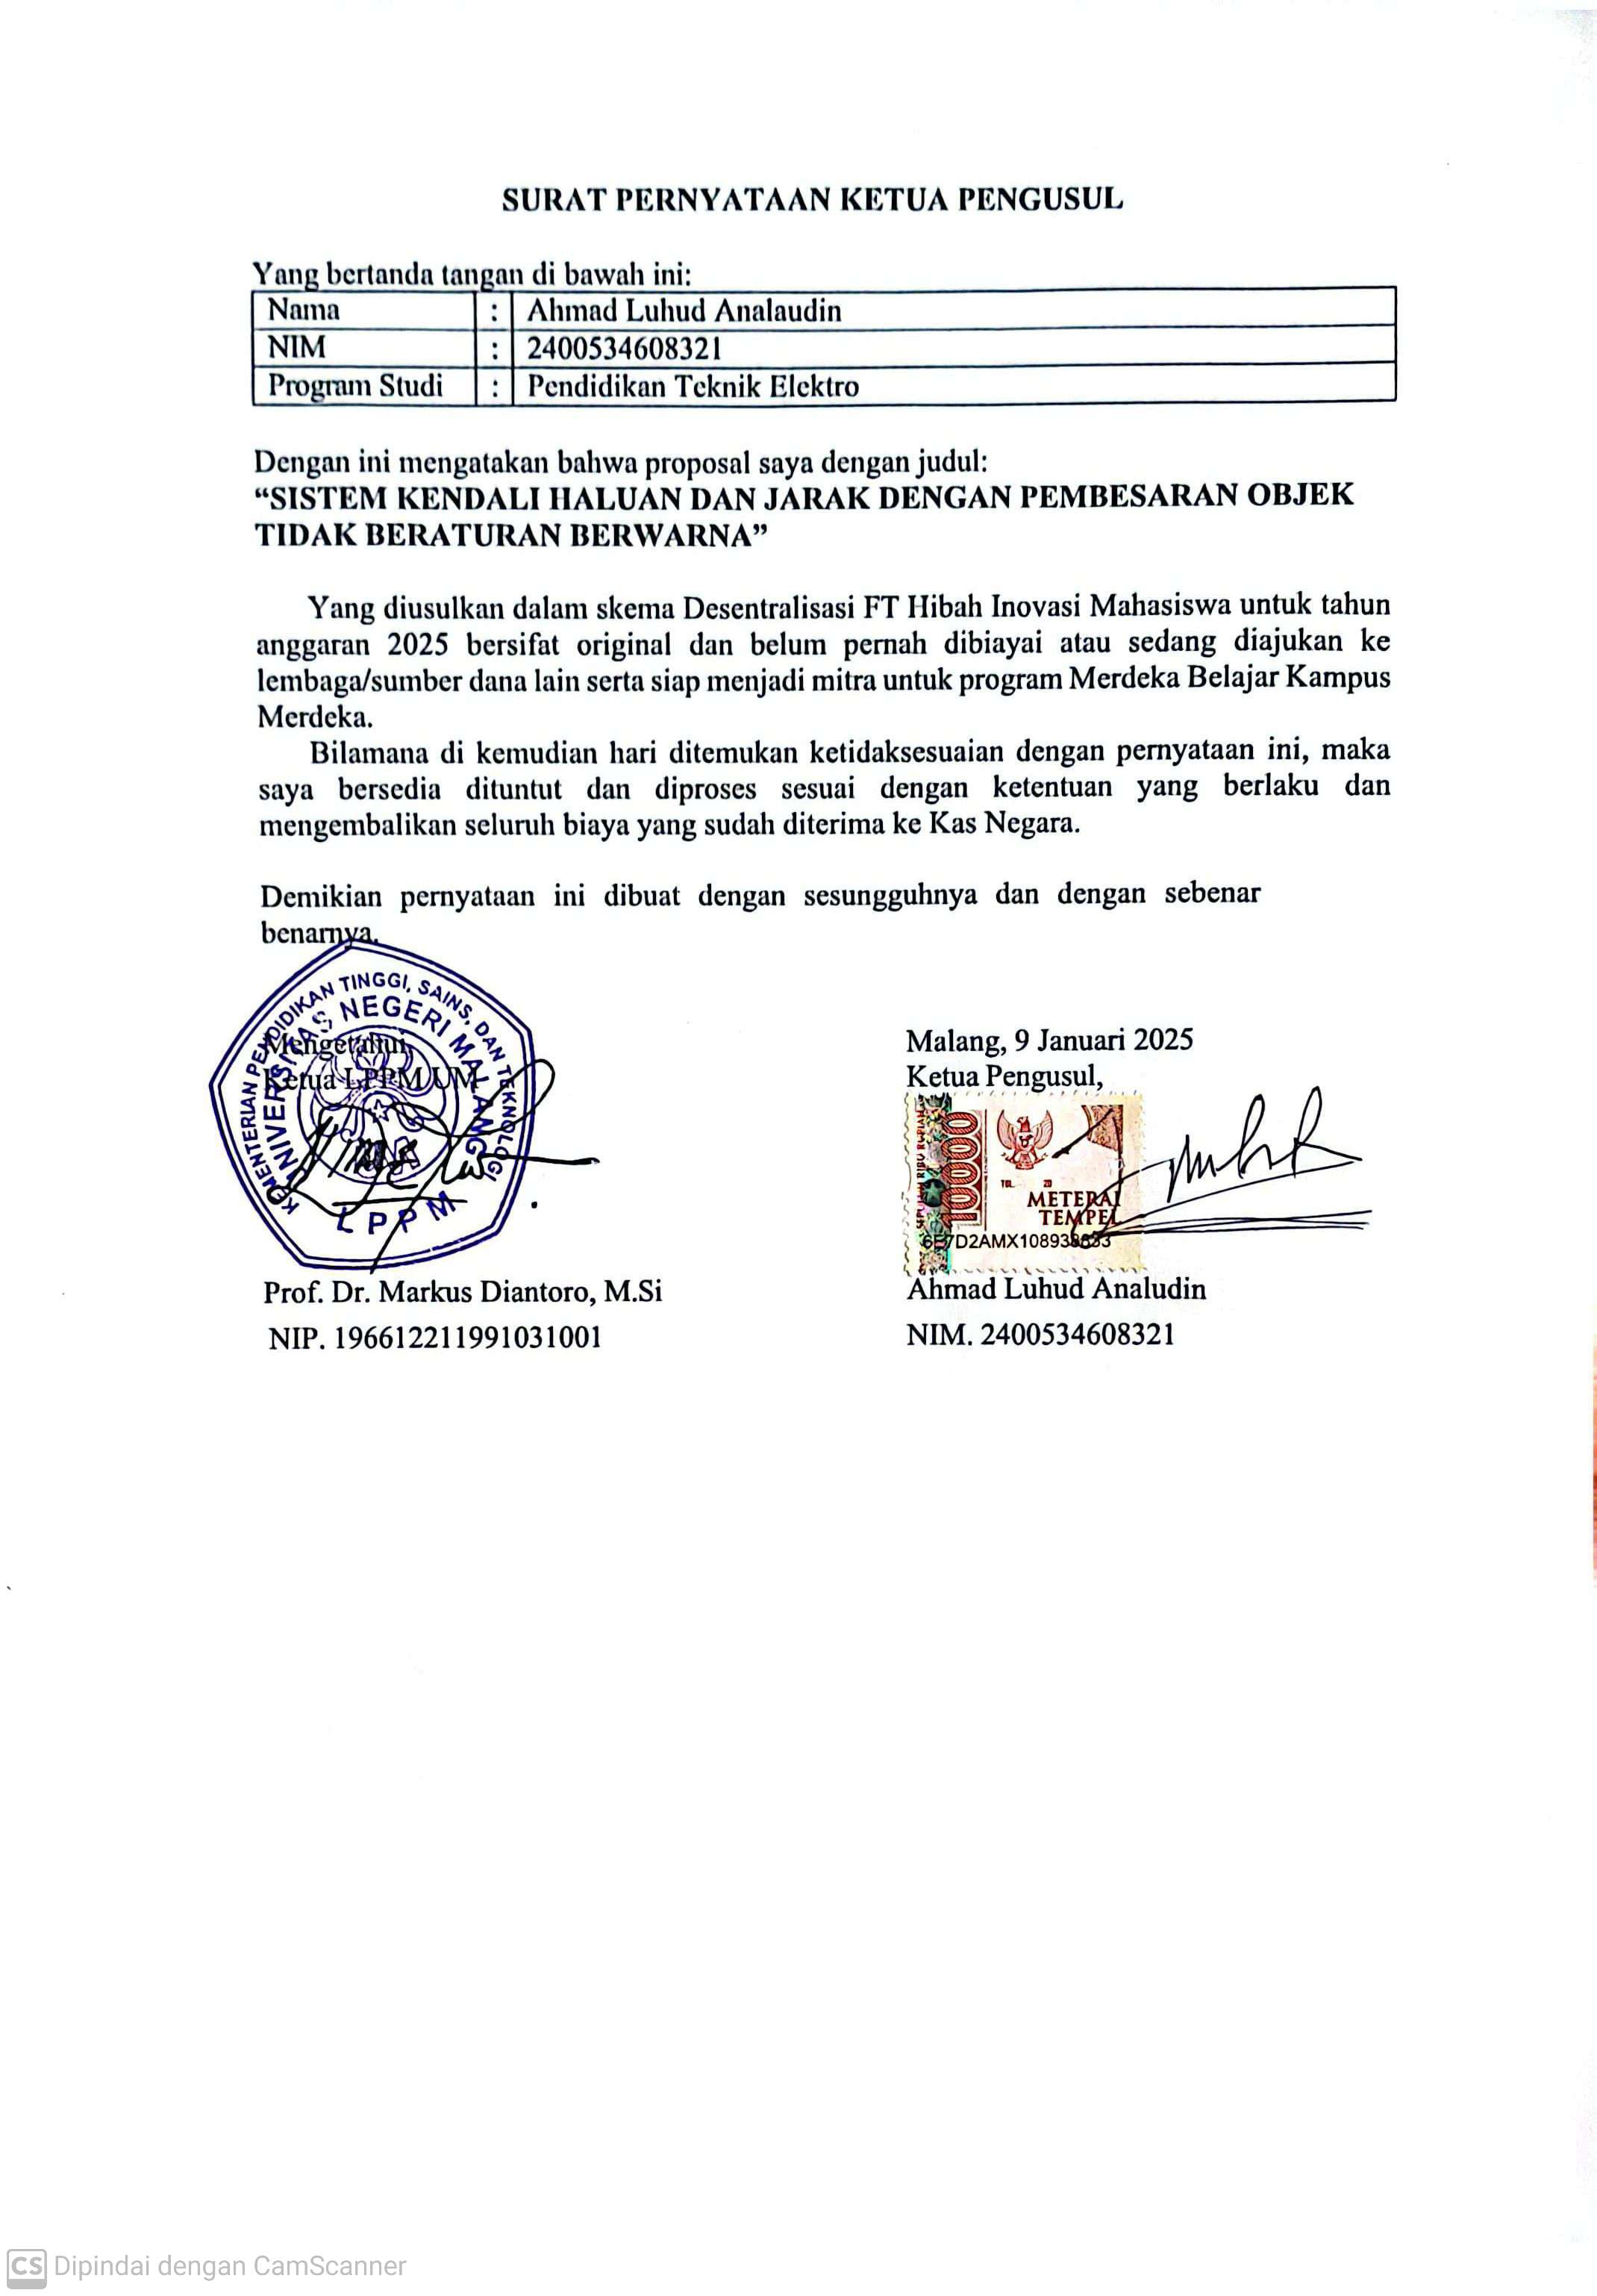 SURAT PERNYATAAN KETUA PENGUSUL
Yang bertanda tangan di bawah ini:
Nama : Ahmad Luhud Analaudin
NIM : 2400534608321
Program Studi : Pendidikan Teknik Elektro
Dengan ini mengatakan bahwa proposal saya dengan judul:
“SISTEM KENDALI HALUAN DAN JARAK DENGAN PEMBESARAN OBJEK
TIDAK BERATURAN BERWARNA”
Yang diusulkan dalam skema Desentralisasi FT Hibah Inovasi Mahasiswa untuk tahun
anggaran 2025 bersifat original dan belum pernah dibiayai atau sedang diajukan ke
lembaga/sumber dana lain serta siap menjadi mitra untuk program Merdeka Belajar Kampus
Merdeka.
Bilamana di kemudian hari ditemukan ketidaksesuaian dengan pernyataan ini, maka
saya bersedia dituntut dan diproses sesuai dengan ketentuan yang berlaku dan
mengembalikan seluruh biaya yang sudah diterima ke Kas Negara.
Demikian pernyataan ini dibuat dengan sesungguhnya dan dengan sebenar
benarnya.
KEMENTERIAN PENDIDIKAN TINGGI, SAINS, DAN TEKNOLOGI
UNIVERSITAS NEGERI MALANG
LPPM
Mengetahui,
Ketua LPPM UM
Malang, 9 Januari 2025
Ketua Pengusul,
SEPULUH RIBU RUPIAH
10000
TGL. 20
METERAI
TEMPEL
Prof. Dr. Markus Diantoro, M.Si
NIP. 196612211991031001
Ahmad Luhud Analudin
NIM. 2400534608321
CS Dipindai dengan CamScanner